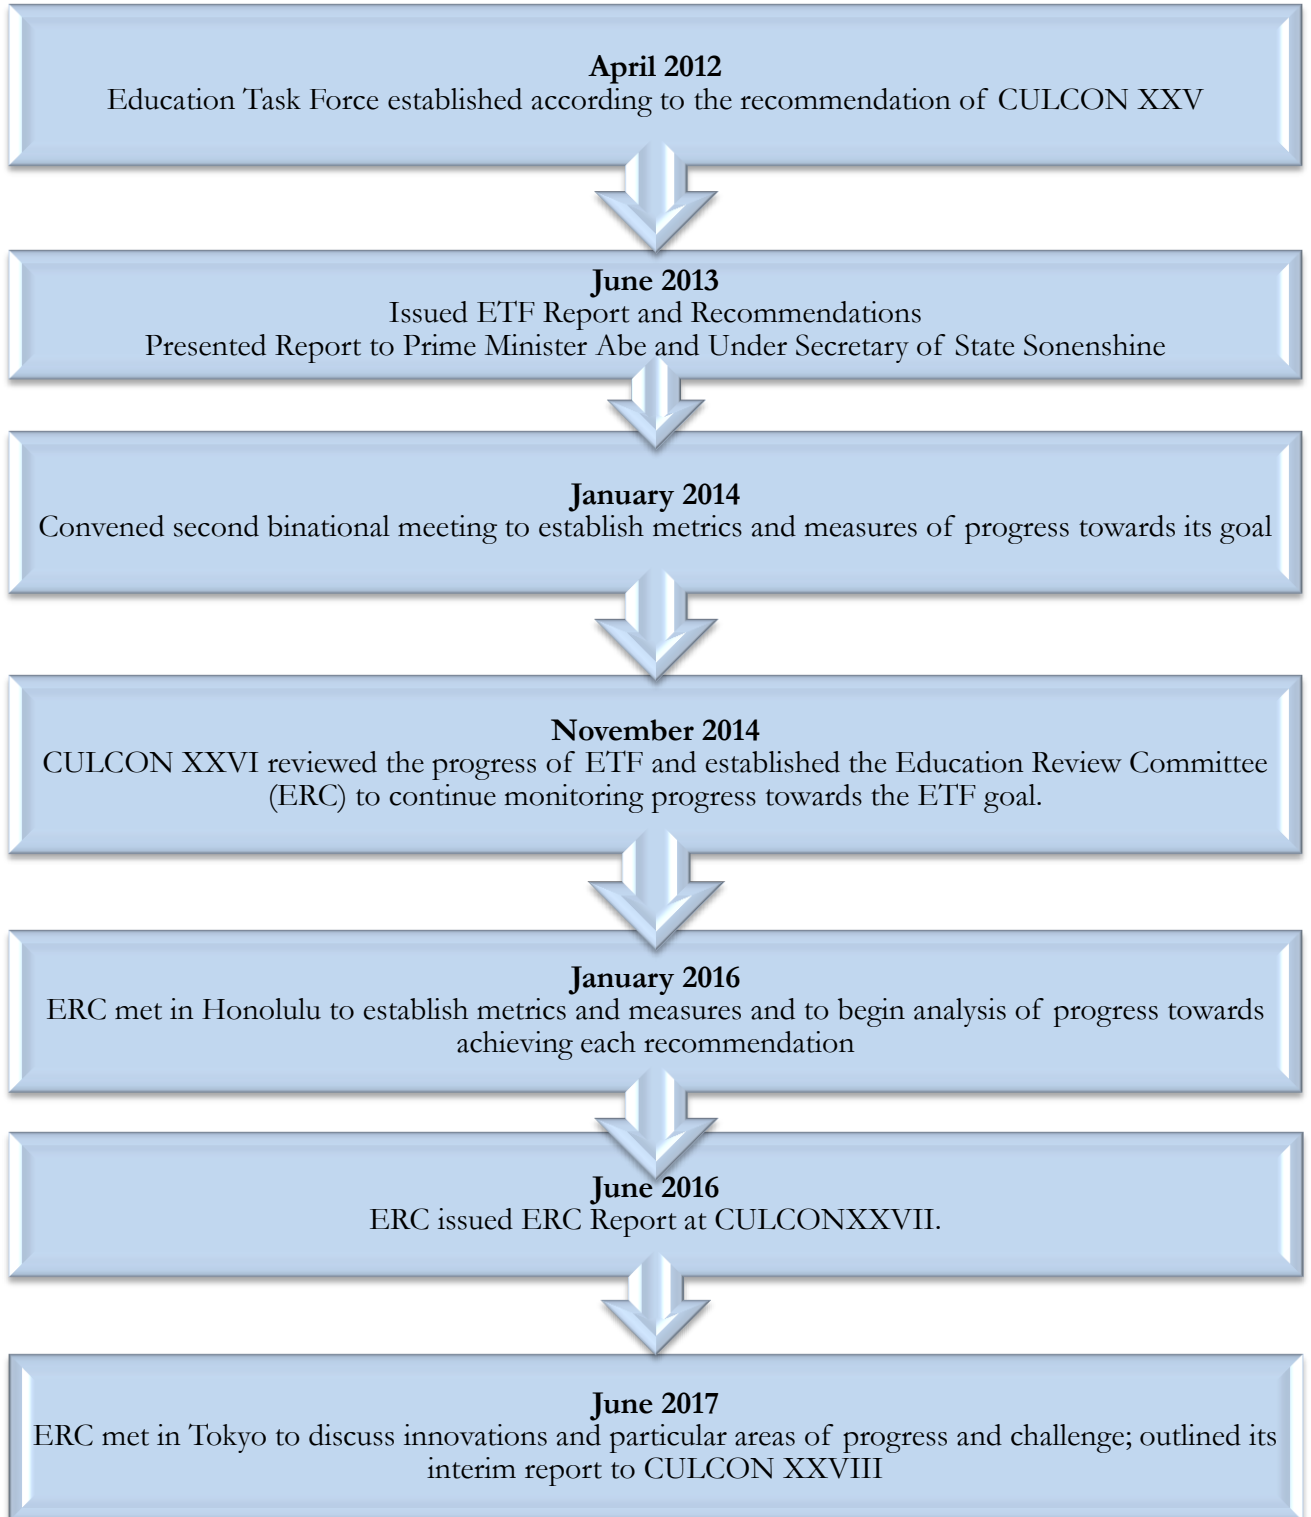 April 2012
Education Task Force established according to the recommendation of CULCON XXV
June 2013
Issued ETF Report and Recommendations
Presented Report to Prime Minister Abe and Under Secretary of State Sonenshine
January 2014
Convened second binational meeting to establish metrics and measures of progress towards its goal
November 2014
CULCON XXVI reviewed the progress of ETF and established the Education Review Committee
(ERC) to continue monitoring progress towards the ETF goal.
January 2016
ERC met in Honolulu to establish metrics and measures and to begin analysis of progress towards
achieving each recommendation
June 2016
ERC issued ERC Report at CULCONXXVII.
June 2017
ERC met in Tokyo to discuss innovations and particular areas of progress and challenge; outlined its
interim report to CULCON XXVIII